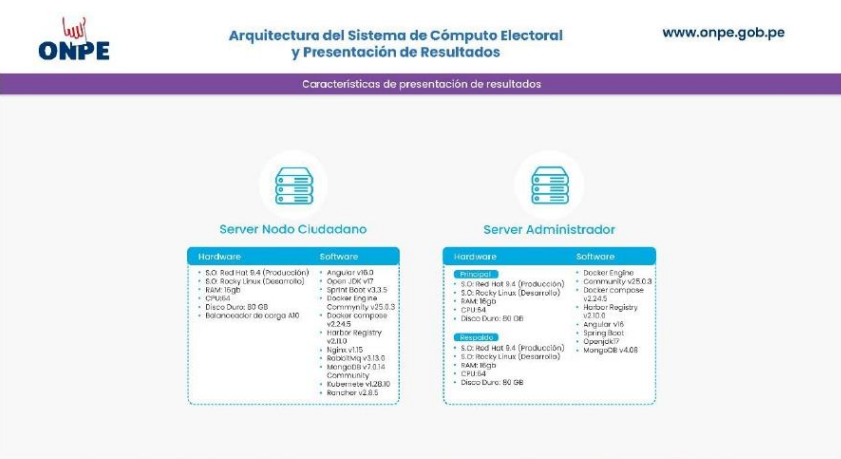 ONPE
Arquitectura del Sistema de Cómputo Electoral
y Presentación de Resultados
www.onpe.gob.pe
Características de presentación de resultados
Server Nodo Ciudadano
Hardware
• S.O: Red Hat 9.4 (Producción)
• S.O: Rocky Linux (Desarrollo)
• RAM: 16gb
• CPU:64
• Disco Duro: 80 GB
• Balanceador de carga A10
Software
• Angular v16.0
• Open JDK v17
• Sprint Boot v3.3.5
• Docker Engine
Commynity v25.0.3
• Docker compose
v2.24.5
• Harbor Registry
v2.11.0
• Nginx v1.15
• RabbitMq v3.13.0
• MongoDB v7.0.14
Community
• Kubernete v1.28.10
• Rancher v2.8.5
Server Administrador
Hardware
Principal
• S.O: Red Hat 9.4 (Producción)
• S.O: Rocky Linux (Desarrollo)
• RAM: 16gb
• CPU:64
• Disco Duro: 80 GB
Respaldo
• S.O: Red Hat 9.4 (Producción)
• S.O: Rocky Linux (Desarrollo)
• RAM: 16gb
• CPU:64
• Disco Duro: 80 GB
Software
• Docker Engine
• Community v25.0.3
• Docker compose
v2.24.5
• Harbor Registry
v2.10.0
• Angular v16
• Spring Boot
• Openjdk17
• MongoDB v4.08